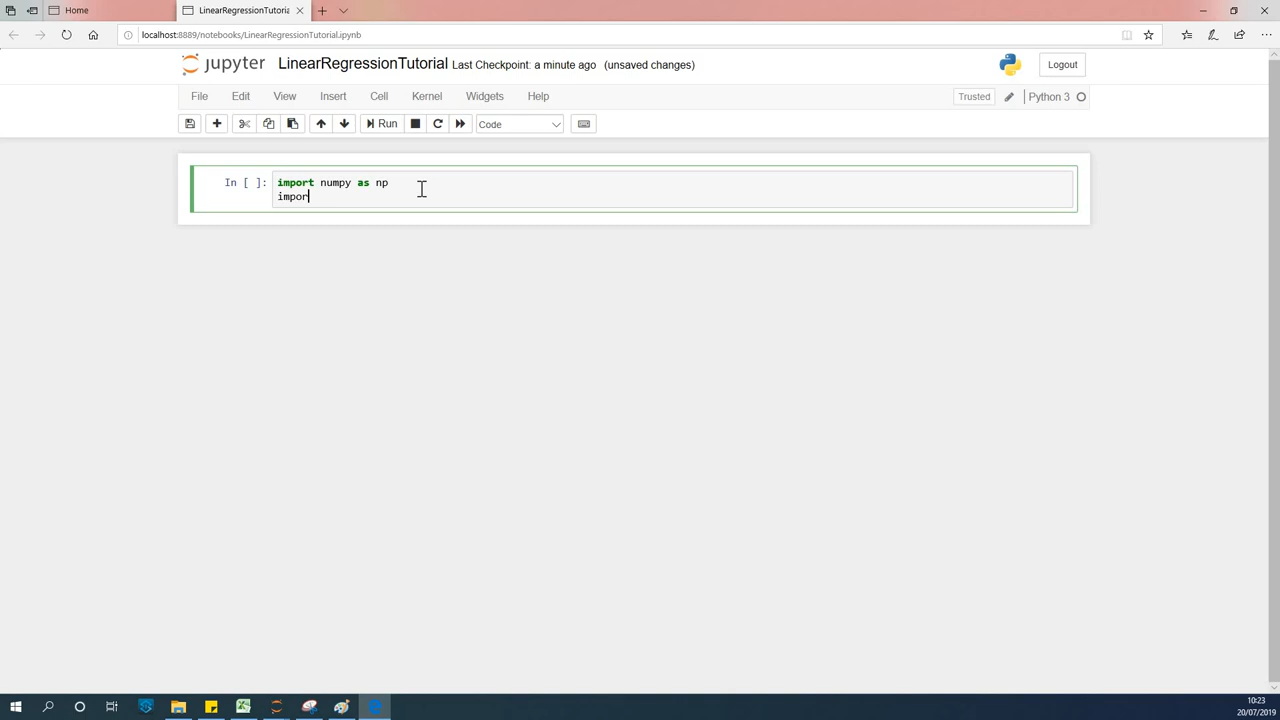 Home
LinearRegressionTutoria
localhost:8889/notebooks/LinearRegressionTutorial.ipynb
jupyter LinearRegressionTutorial Last Checkpoint: a minute ago (unsaved changes)
Logout
File Edit View Insert Cell Kernel Widgets Help
Trusted Python 3
Run Code
In [ ]: import numpy as np
impor
10:23
20/07/2019